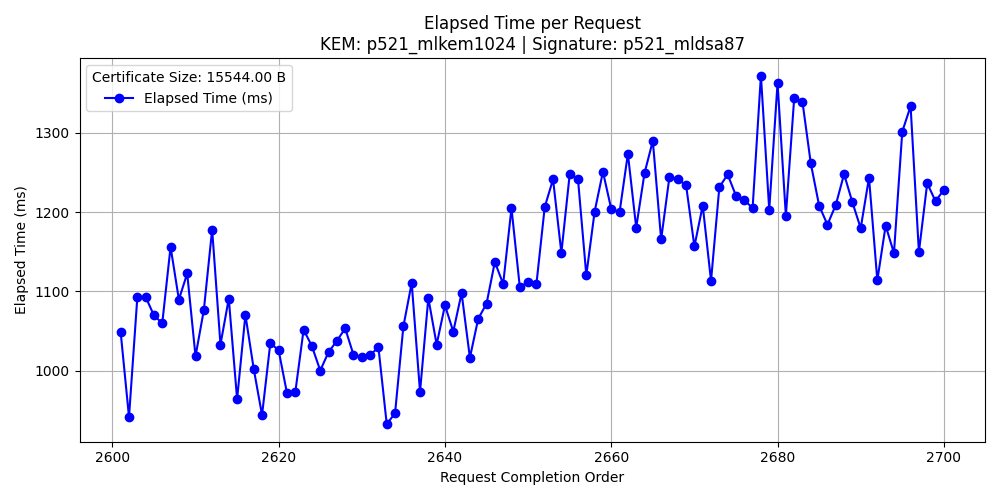 Elapsed Time per Request
KEM: p521_mlkem1024 | Signature: p521_mldsa87
Certificate Size: 15544.00 B
Elapsed Time (ms)
Elapsed Time (ms)
1300
1200
1100
1000
2600 2620 2640 2660 2680 2700
Request Completion Order